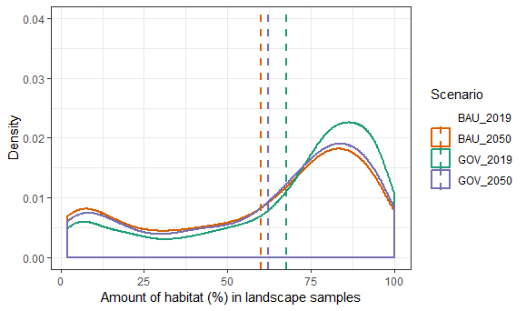 0.04
0.03
0.02
0.01
0.00
Density
0
25
50
75
100
Amount of habitat (%) in landscape samples
Scenario
BAU_2019
BAU_2050
GOV_2019
GOV_2050